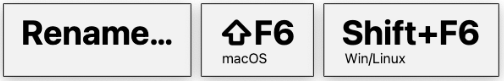 Rename…
⇧F6
macOS
Shift+F6
Win/Linux